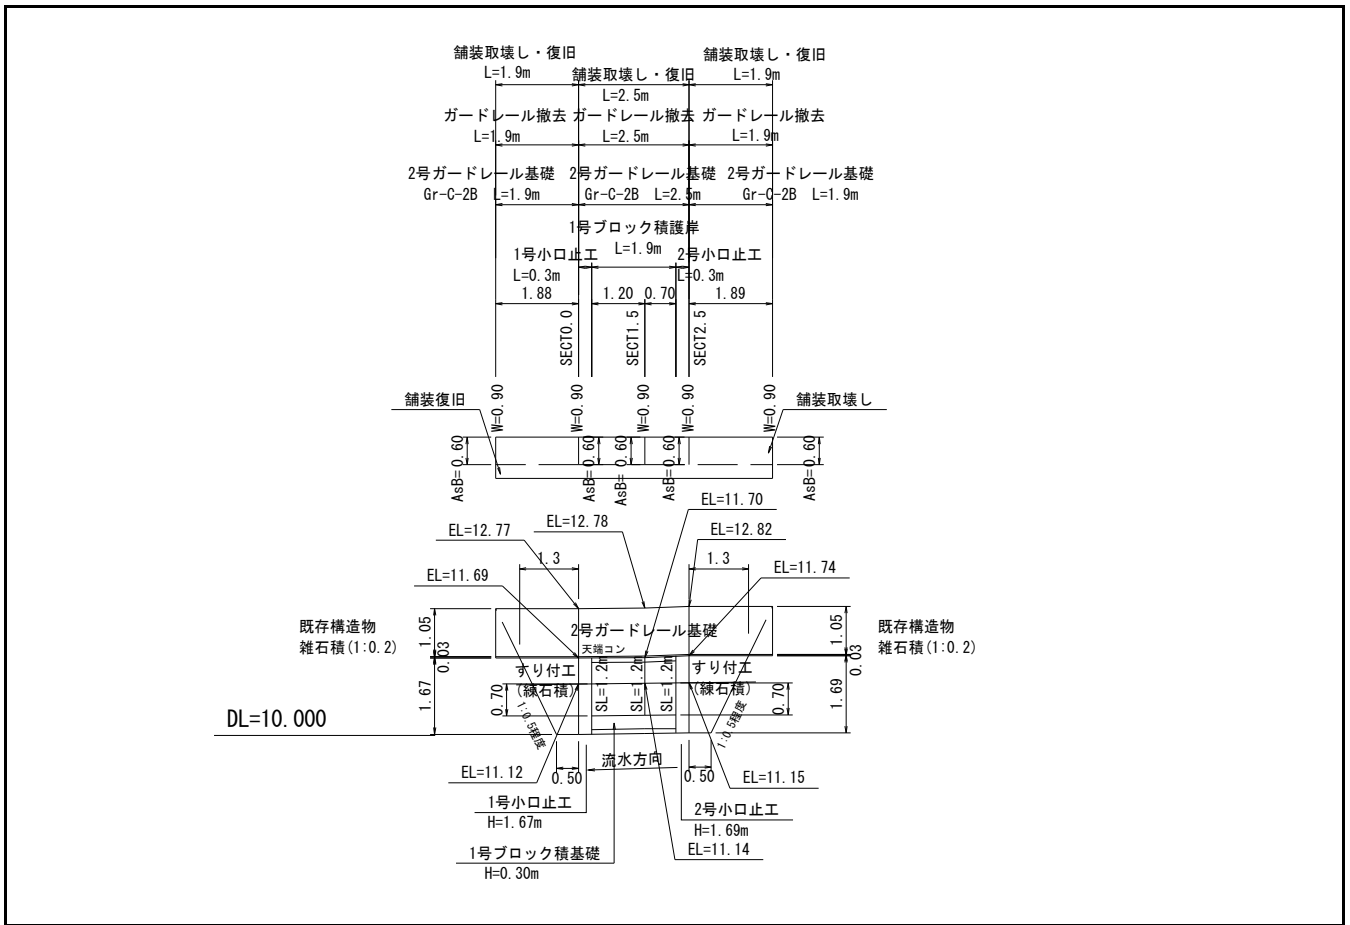 舗装取壊し・復旧
L=1.9m
舗装取壊し・復旧
L=2.5m
舗装取壊し・復旧
L=1.9m
ガードレール撤去
L=1.9m
ガードレール撤去
L=2.5m
ガードレール撤去
L=1.9m
2号ガードレール基礎
Gr-C-2B L=1.9m
2号ガードレール基礎
Gr-C-2B L=2.5m
2号ガードレール基礎
Gr-C-2B L=1.9m
1号ブロック積護岸
L=1.9m
1号小口止工
L=0.3m
2号小口止工
L=0.3m
1.88
1.20
0.70
1.89
SECT0.0
SECT1.5
SECT2.5
W=0.90
W=0.90
W=0.90
W=0.90
W=0.90
舗装復旧
舗装取壊し
AsB=0.60
AsB=0.60
AsB=0.60
AsB=0.60
AsB=0.60
EL=11.70
EL=12.77
EL=12.78
EL=12.82
1.3
1.3
EL=11.69
EL=11.74
既存構造物
雑石積(1:0.2)
1.05
0.03
1.67
2号ガードレール基礎
天端コン
既存構造物
雑石積(1:0.2)
1.05
0.03
1.69
すり付工
(練石積)
SL=1.2m
SL=1.2m
SL=1.2m
すり付工
(練石積)
0.70
0.70
1:0.5程度
1:0.5程度
DL=10.000
流水方向
EL=11.12
0.50
0.50
EL=11.15
1号小口止工
H=1.67m
2号小口止工
H=1.69m
1号ブロック積基礎
H=0.30m
EL=11.14